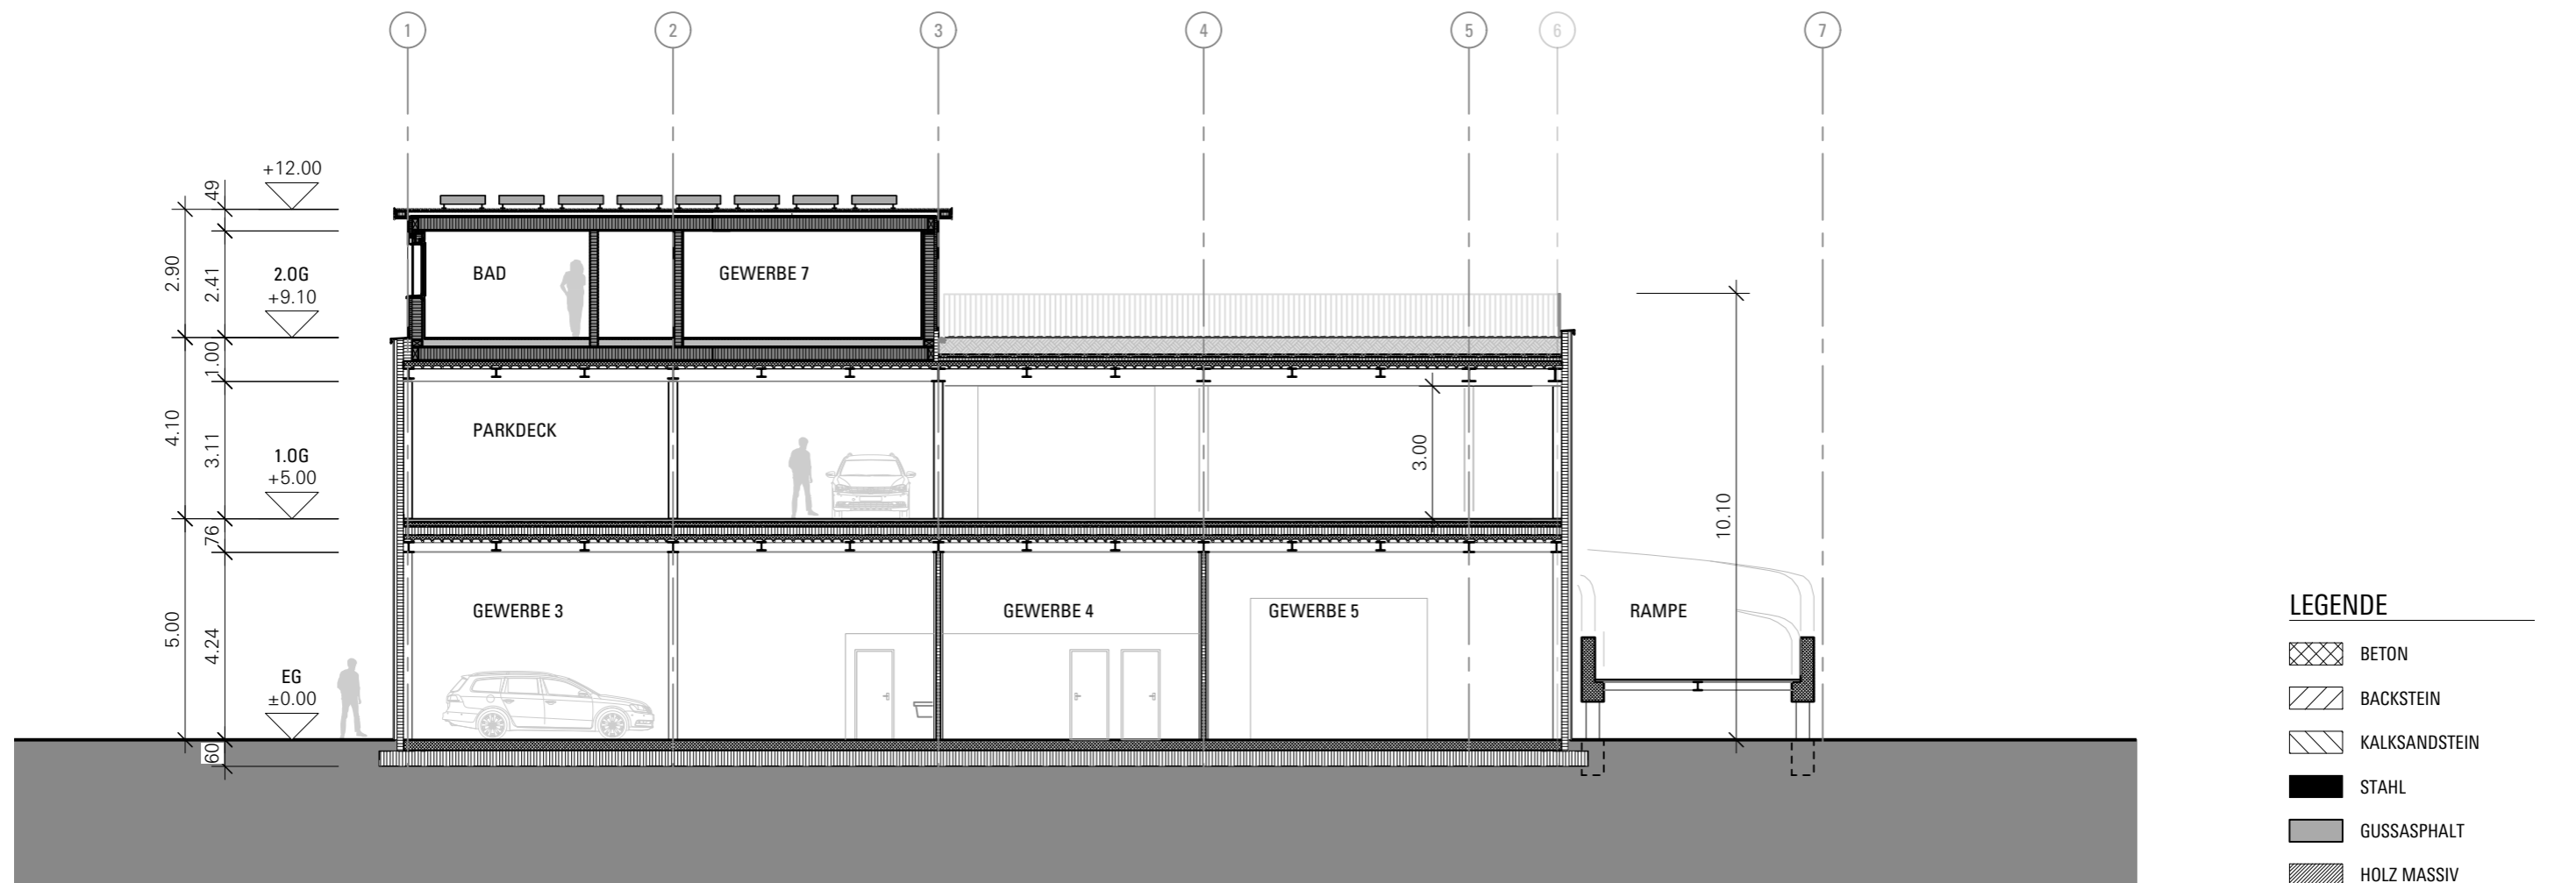 1
2
3
4
5
6
7
+12.00
49
2.90
2.41
2.OG
+9.10
BAD
GEWERBE 7
1.00
4.10
3.11
1.OG
+5.00
PARKDECK
3.00
10.10
76
5.00
4.24
EG
±0.00
GEWERBE 3
GEWERBE 4
GEWERBE 5
RAMPE
60
LEGENDE
BETON
BACKSTEIN
KALKSANDSTEIN
STAHL
GUSSASPHALT
HOLZ MASSIV